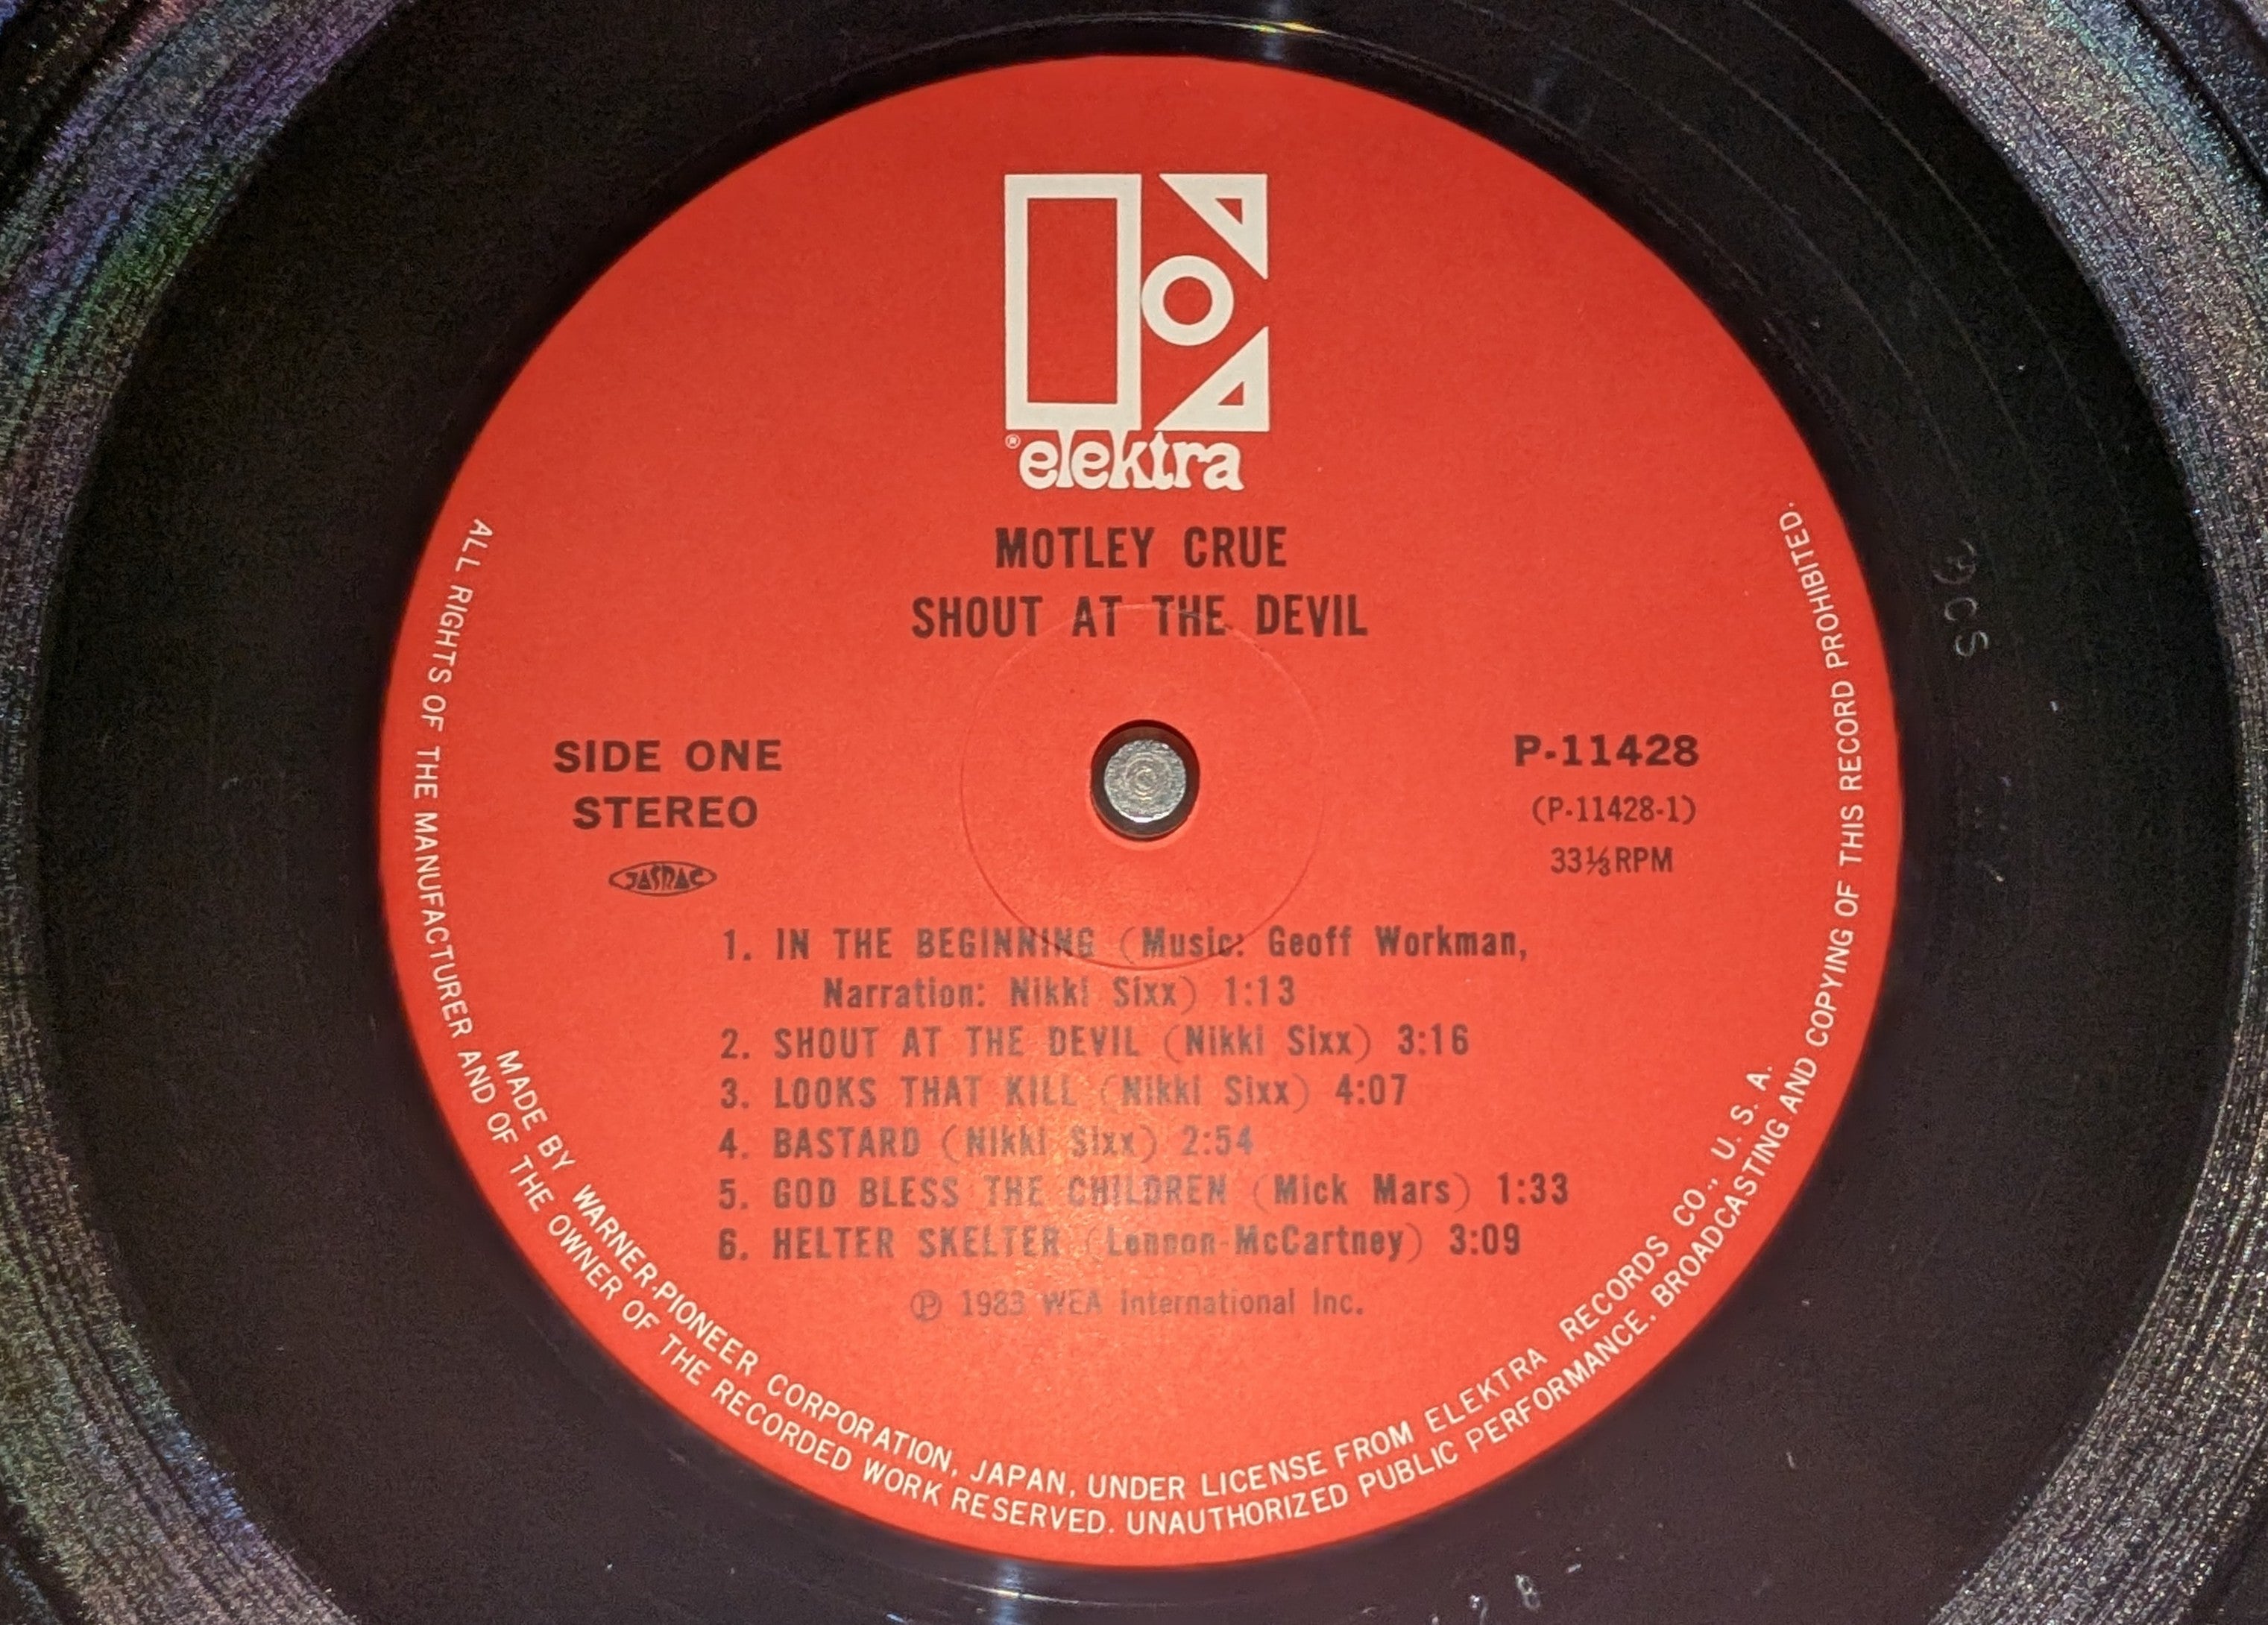 ® elektra
MOTLEY CRUE
SHOUT AT THE DEVIL
SIDE ONE
STEREO
JASRAC
P-11428
(P-11428-1)
33⅓RPM
1. IN THE BEGINNING (Music: Geoff Workman,
Narration: Nikki Sixx) 1:13
2. SHOUT AT THE DEVIL (Nikki Sixx) 3:16
3. LOOKS THAT KILL (Nikki Sixx) 4:07
4. BASTARD (Nikki Sixx) 2:54
5. GOD BLESS THE CHILDREN (Mick Mars) 1:33
6. HELTER SKELTER (Lennon-McCartney) 3:09
Ⓟ 1983 WEA International Inc.
MADE BY WARNER-PIONEER CORPORATION, JAPAN, UNDER LICENSE FROM ELEKTRA RECORDS CO., U. S. A.
ALL RIGHTS OF THE MANUFACTURER AND OF THE OWNER OF THE RECORDED WORK RESERVED. UNAUTHORIZED PUBLIC PERFORMANCE. BROADCASTING AND COPYING OF THIS RECORD PROHIBITED.